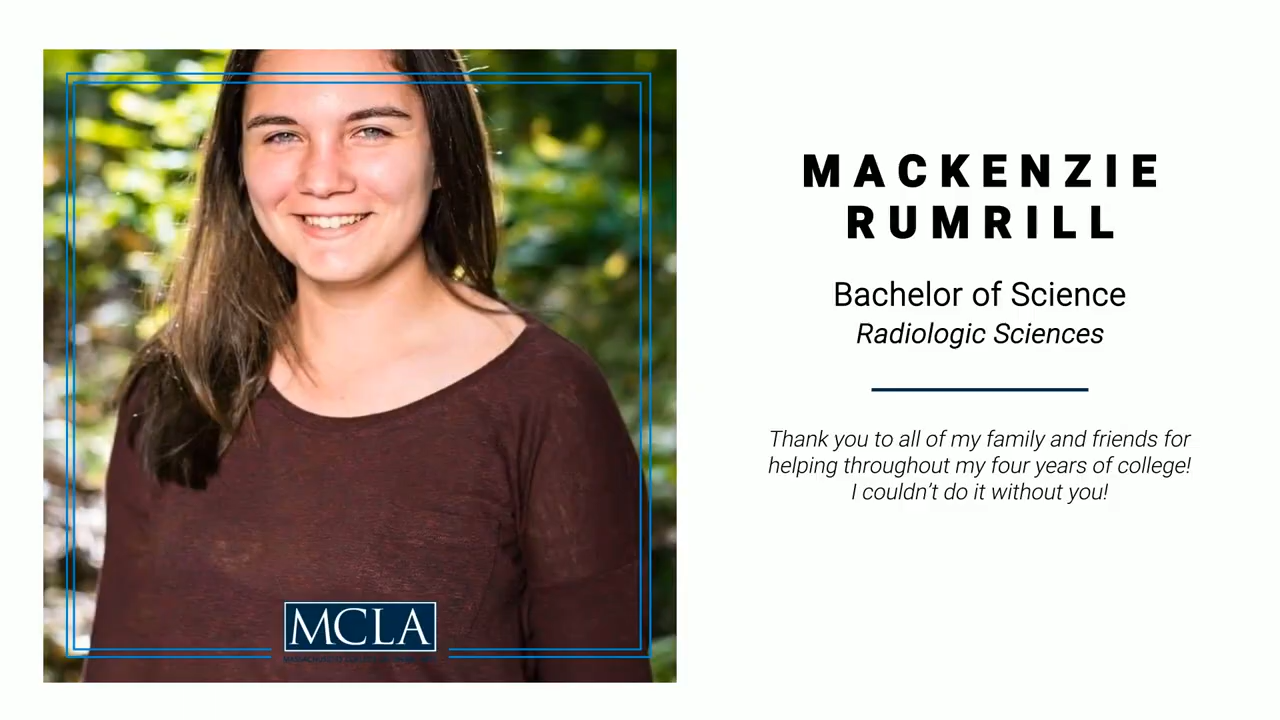 MACKENZIE
RUMRILL
Bachelor of Science
Radiologic Sciences
Thank you to all of my family and friends for
helping throughout my four years of college!
I couldn't do it without you!
MCLA